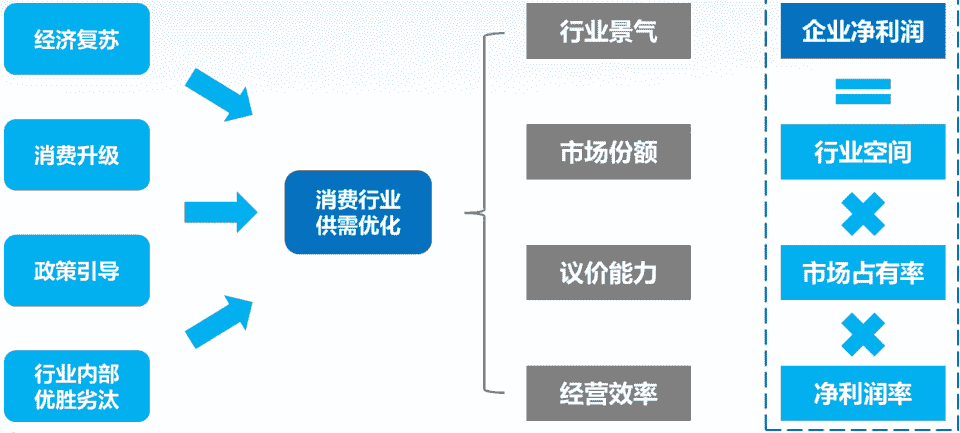 经济复苏
消费升级
政策引导
行业内部
优胜劣汰
消费行业
供需优化
行业景气
市场份额
议价能力
经营效率
企业净利润
行业空间
市场占有率
净利润率